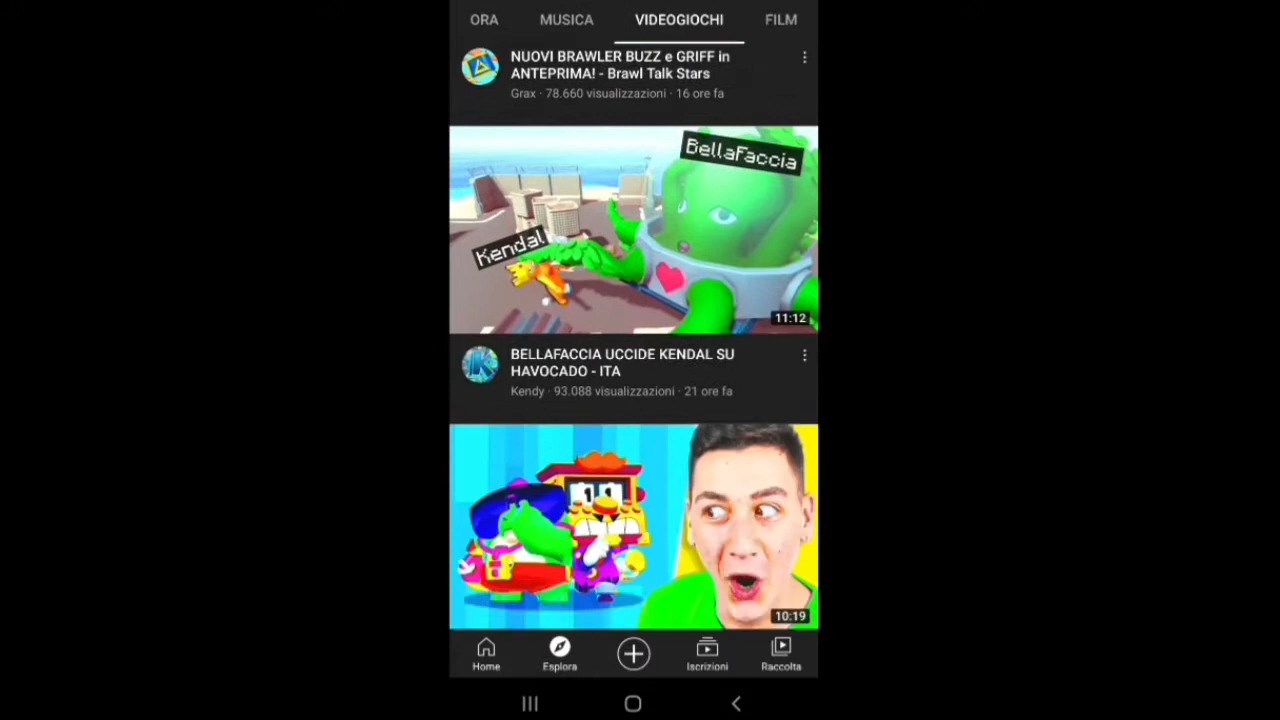 ORA
MUSICA
VIDEOGIOCHI
FILM
NUOVI BRAWLER BUZZ e GRIFF in
ANTEPRIMA! - Brawl Talk Stars
Grax · 78.660 visualizzazioni · 16 ore fa
BellaFaccia
Kendal
11:12
BELLAFACCIA UCCIDE KENDAL SU
HAVOCADO - ITA
Kendy · 93.088 visualizzazioni · 21 ore fa
10:19
Home
Esplora
Iscrizioni
Raccolta